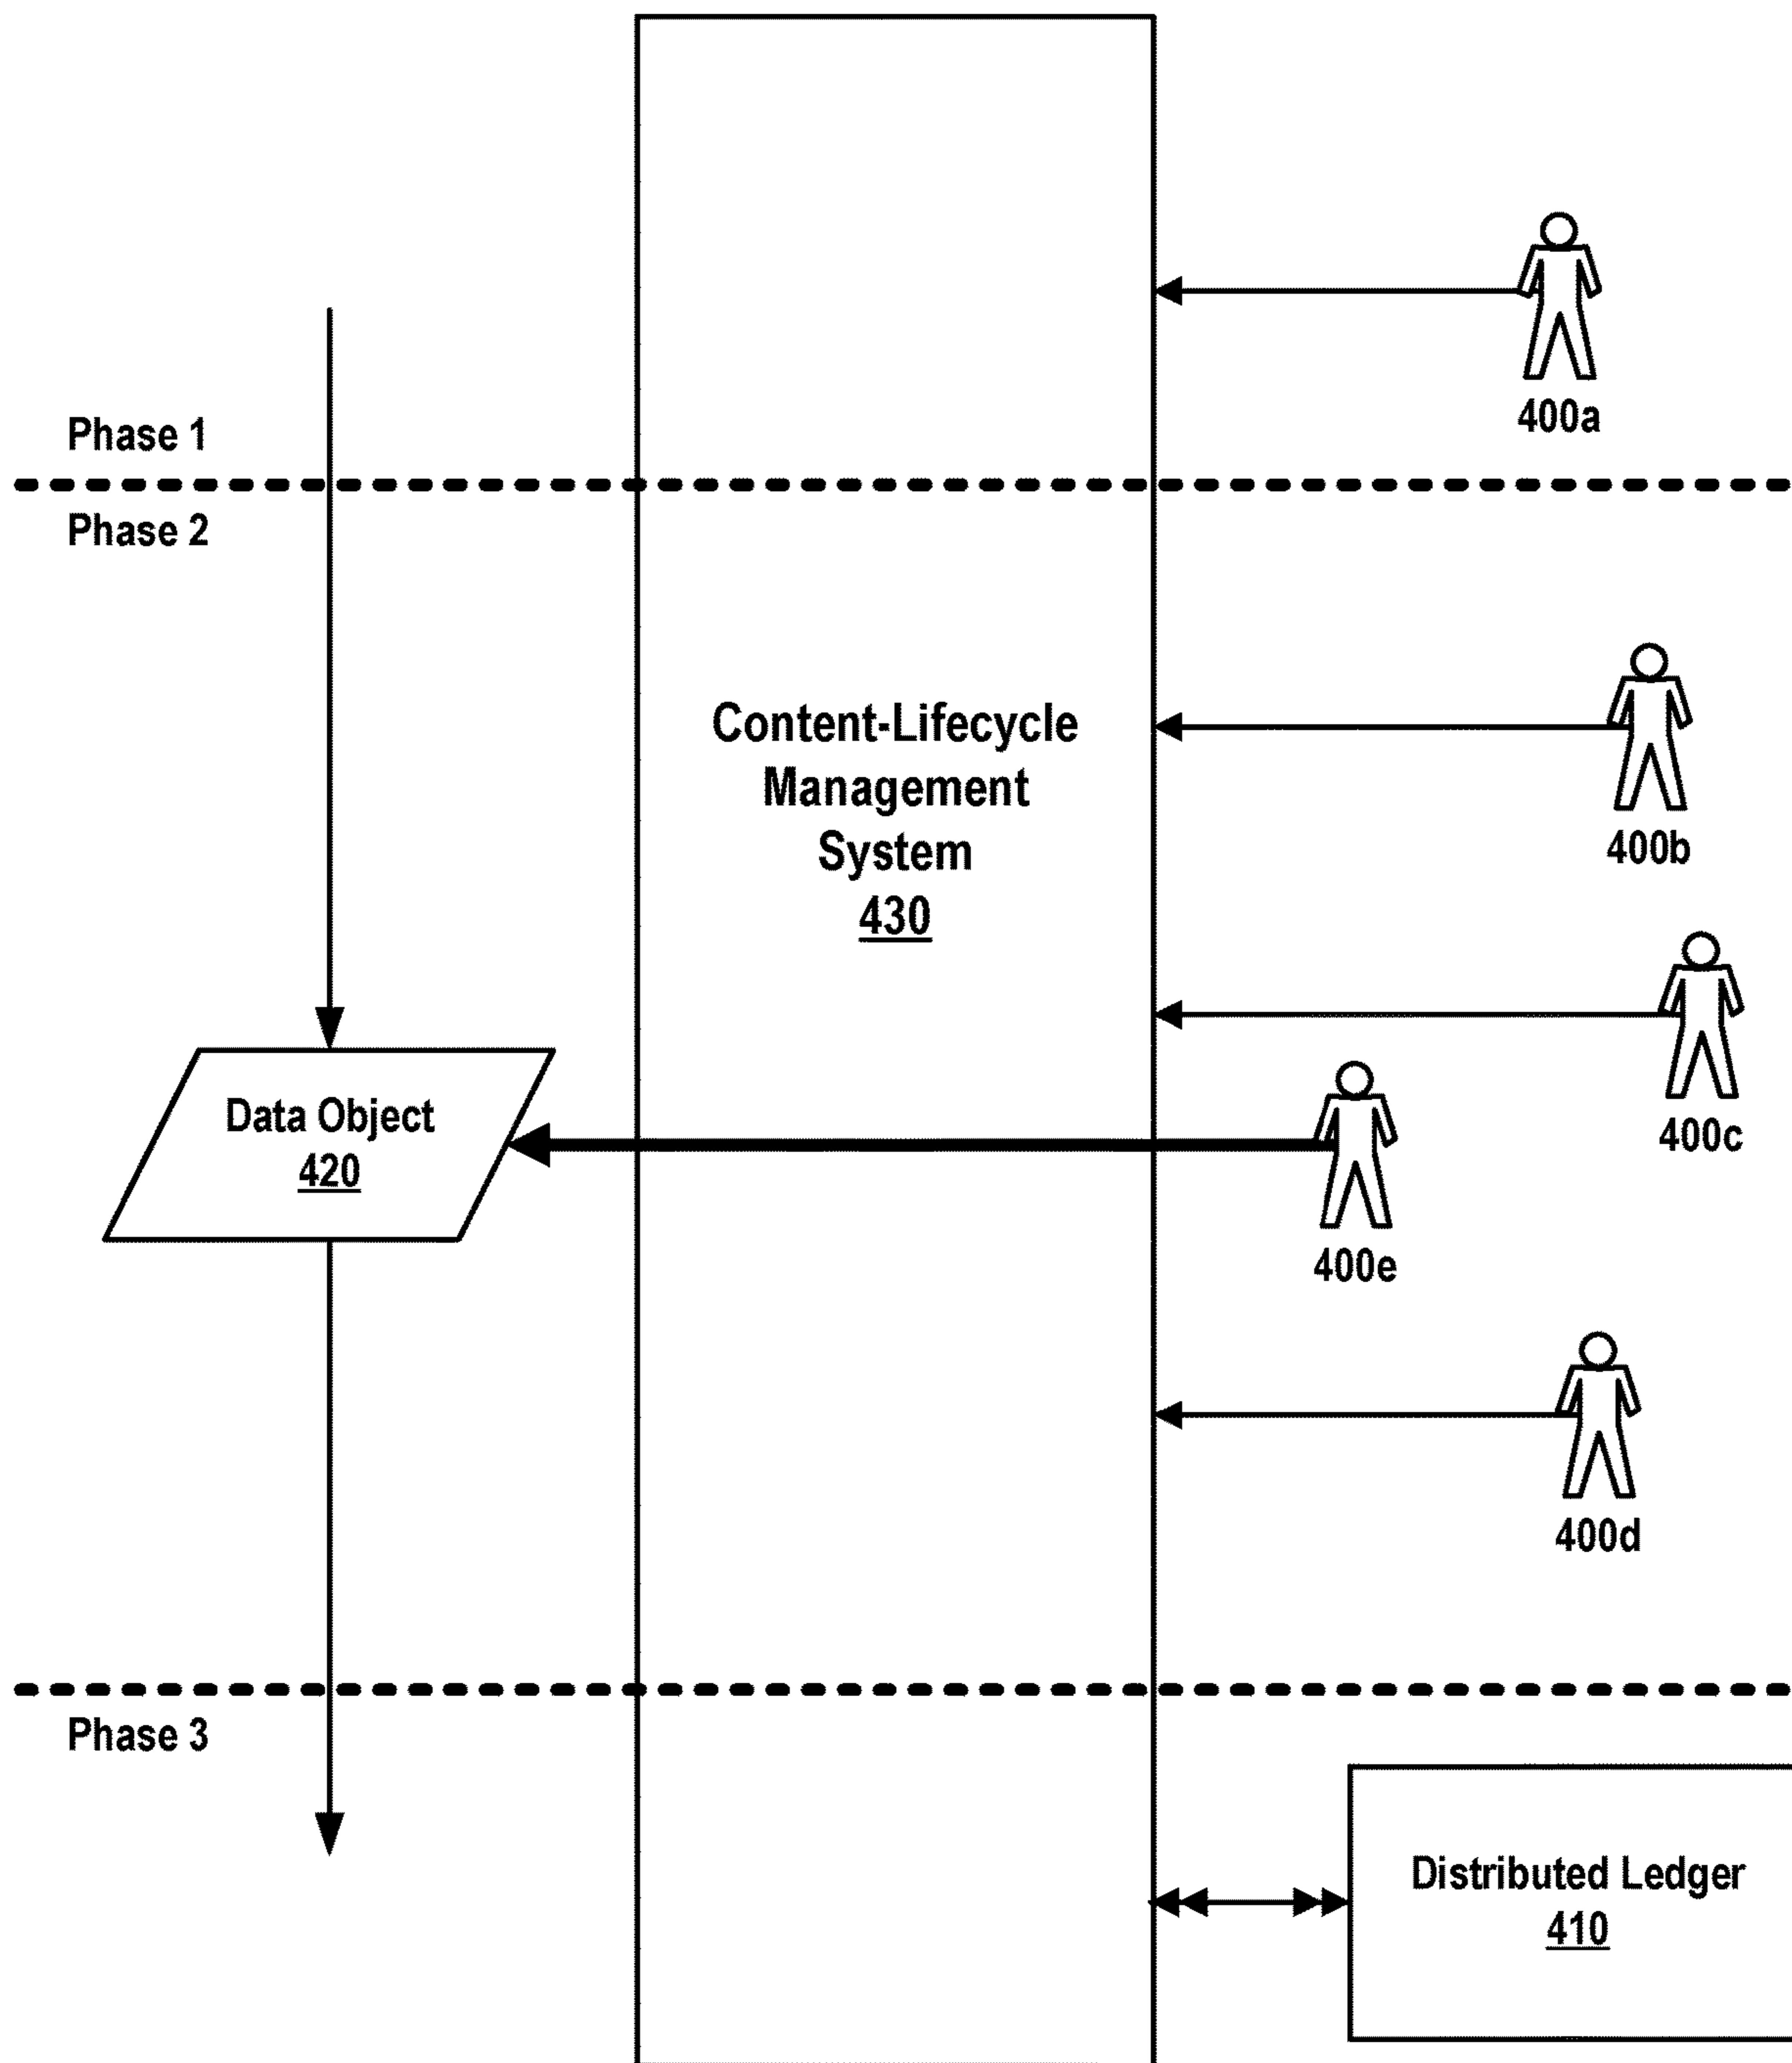 400a
Phase 1
Phase 2
Content-Lifecycle
Management
System
430
400b
Data Object
420
400c
400e
400d
Phase 3
Distributed Ledger
410